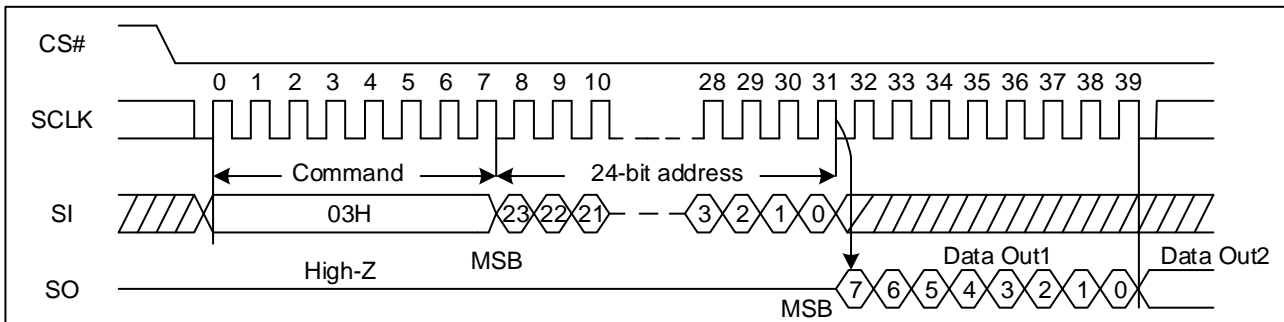 CS#
0 1 2 3 4 5 6 7 8 9 10 28 29 30 31 32 33 34 35 36 37 38 39
SCLK
Command 24-bit address
SI 03H 23 22 21 3 2 1 0
High-Z MSB Data Out1 Data Out2
SO MSB 7 6 5 4 3 2 1 0